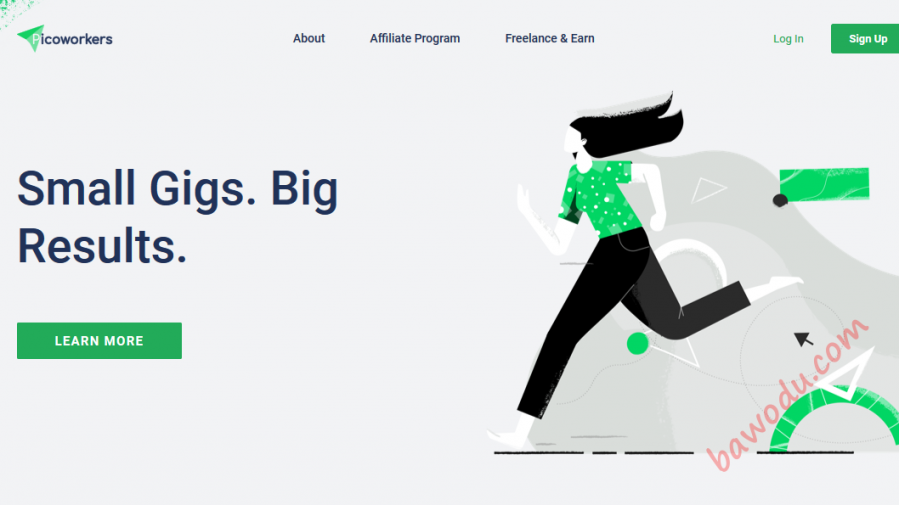 Picoworkers
About
Affiliate Program
Freelance & Earn
Log In
Sign Up
Small Gigs. Big
Results.
LEARN MORE
bawodu.com